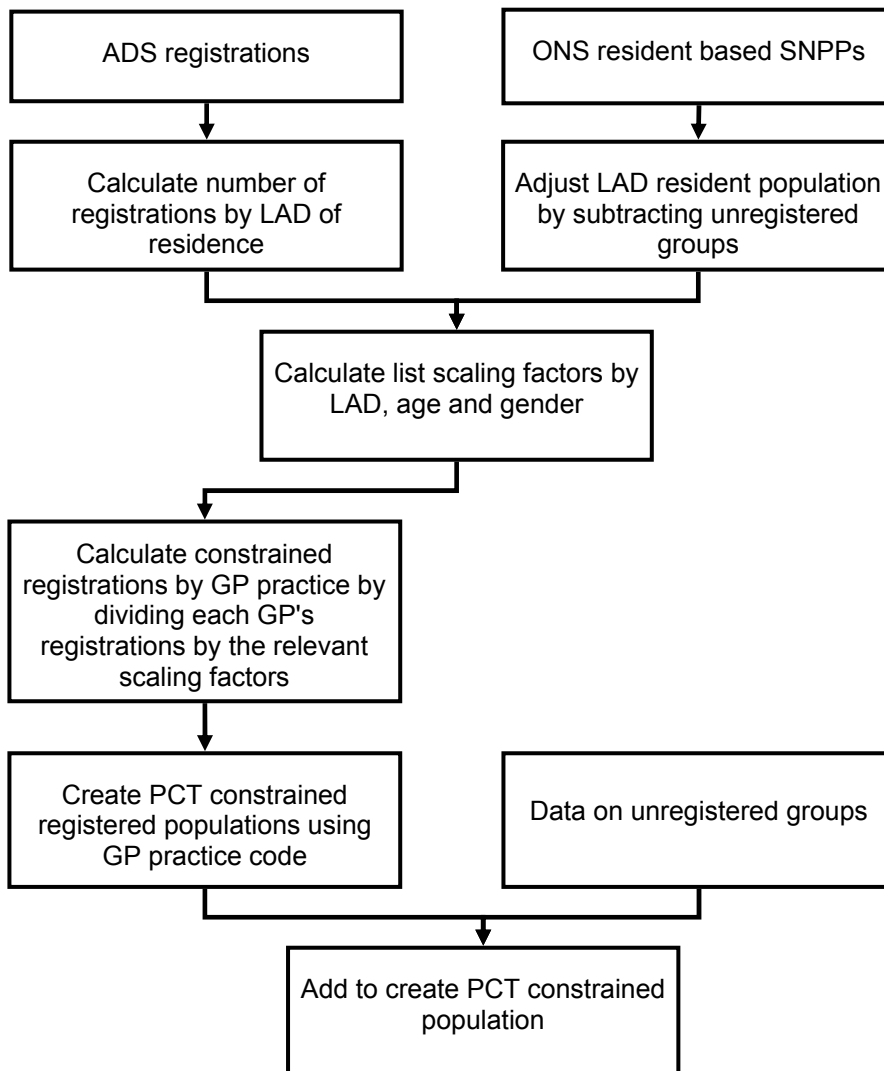 ADS registrations
ONS resident based SNPPs
Calculate number of
registrations by LAD of
residence
Adjust LAD resident population
by subtracting unregistered
groups
Calculate list scaling factors by
LAD, age and gender
Calculate constrained
registrations by GP practice by
dividing each GP's
registrations by the relevant
scaling factors
Create PCT constrained
registered populations using
GP practice code
Data on unregistered groups
Add to create PCT constrained
population